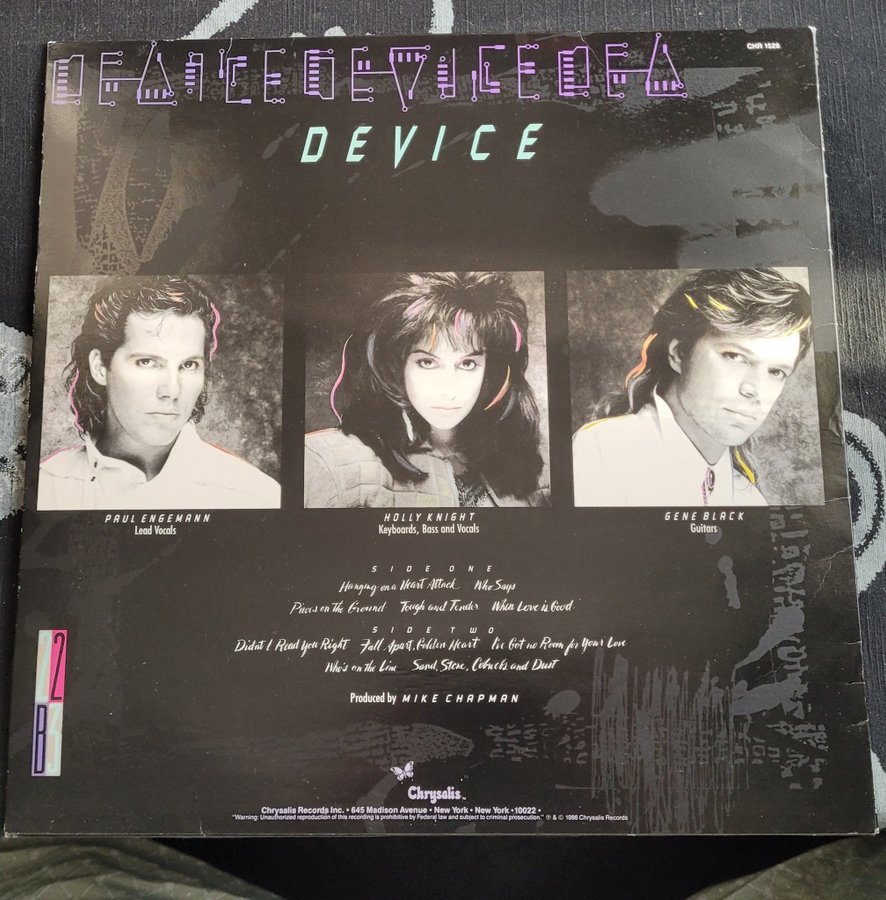 CHR 1526
DEVICEDEVICEDEV
DEVICE
PAUL ENGEMANN
Lead Vocals
HOLLY KNIGHT
Keyboards, Bass and Vocals
GENE BLACK
Guitars
SIDE ONE
Hanging on a Heart Attack Who Says
Pieces on the Ground Tough and Tender When Love is Good
SIDE TWO
Didn't I Read You Right Fall Apart, Golden Heart I've Got no Room for Your Love
Who's on the Line Sand, Stone, Cobwebs and Dust
Produced by MIKE CHAPMAN
12
B3
Chrysalis TM
Chrysalis Records Inc. • 645 Madison Avenue • New York • New York • 10022 •
"Warning: Unauthorized reproduction of this recording is prohibitive by Federal law and subject to criminal prosecution." ℗ & © 1986 Chrysalis Records